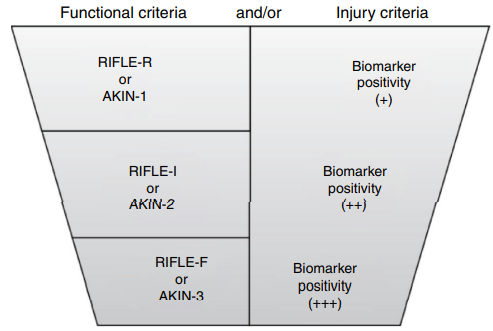 Functional criteria and/or Injury criteria
RIFLE-R
or
AKIN-1
Biomarker
positivity
(+)
RIFLE-I
or
AKIN-2
Biomarker
positivity
(++)
RIFLE-F
or
AKIN-3
Biomarker
positivity
(+++)